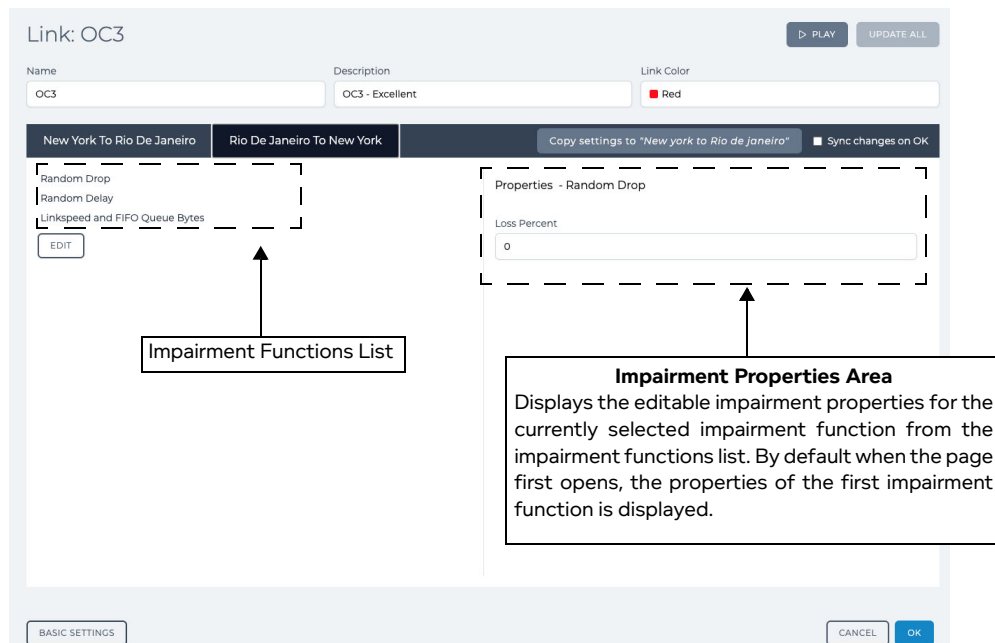 Link: OC3
PLAY
UPDATE ALL
Name
Description
Link Color
OC3
OC3 - Excellent
Red
New York To Rio De Janeiro
Rio De Janeiro To New York
Copy settings to "New york to Rio de janeiro"
Sync changes on OK
Random Drop
Random Delay
Linkspeed and FIFO Queue Bytes
EDIT
Properties - Random Drop
Loss Percent
0
Impairment Functions List
Impairment Properties Area
Displays the editable impairment properties for the
currently selected impairment function from the
impairment functions list. By default when the page
first opens, the properties of the first impairment
function is displayed.
BASIC SETTINGS
CANCEL
OK